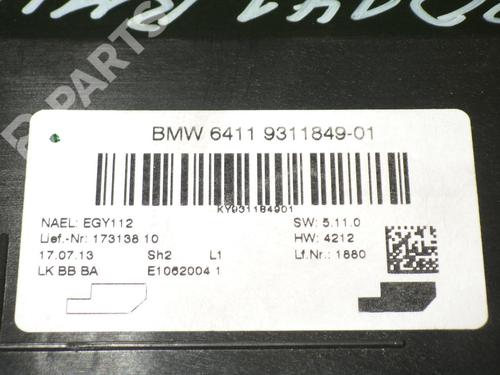 BMW 6411 9311849-01
KY931184901
NAEL: EGY112
SW: 5.11.0
Lief.-Nr: 173138 10
HW: 4212
17.07.13 Sh2 L1
Lf.Nr.: 1880
LK BB BA E1062004 1
B-PARTS